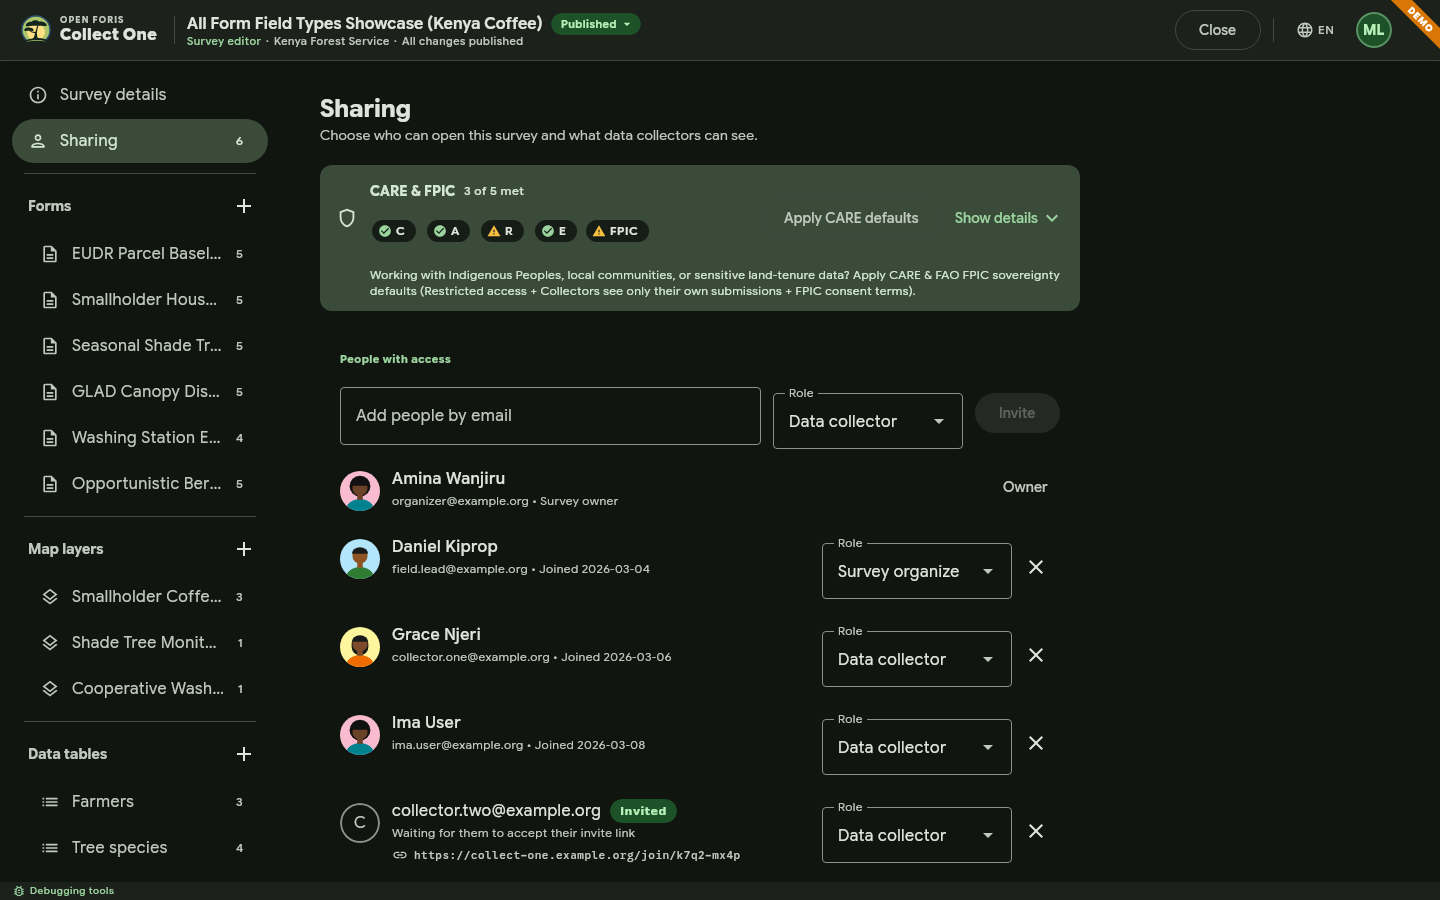 OPEN FORIS
Collect One
All Form Field Types Showcase (Kenya Coffee)
Published
Survey editor · Kenya Forest Service · All changes published
Close
EN
ML
DEMO
Survey details
Sharing 6
Forms
EUDR Parcel Basel... 5
Smallholder Hous... 5
Seasonal Shade Tr... 5
GLAD Canopy Dis... 5
Washing Station E... 4
Opportunistic Ber... 5
Map layers
Smallholder Coffe... 3
Shade Tree Monit... 1
Cooperative Wash... 1
Data tables
Farmers 3
Tree species 4
Sharing
Choose who can open this survey and what data collectors can see.
CARE & FPIC 3 of 5 met
C A R E FPIC
Apply CARE defaults
Show details
Working with Indigenous Peoples, local communities, or sensitive land-tenure data? Apply CARE & FAO FPIC sovereignty
defaults (Restricted access + Collectors see only their own submissions + FPIC consent terms).
People with access
Add people by email
Role
Data collector
Invite
Amina Wanjiru
organizer@example.org • Survey owner
Owner
Daniel Kiprop
field.lead@example.org • Joined 2026-03-04
Role
Survey organize
Grace Njeri
collector.one@example.org • Joined 2026-03-06
Role
Data collector
Ima User
ima.user@example.org • Joined 2026-03-08
Role
Data collector
C
collector.two@example.org Invited
Waiting for them to accept their invite link
https://collect-one.example.org/join/k7q2-mx4p
Role
Data collector
Debugging tools